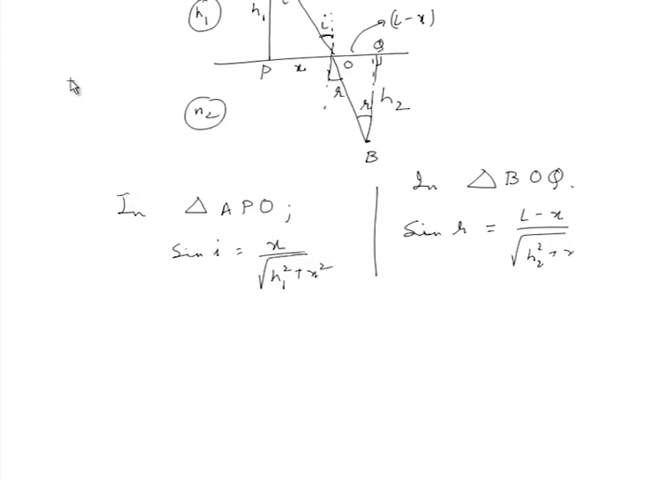 h₁
i
(L-x)
n₁
i
P
x
O
Q
r
r
h₂
n₂
B
In △ APO ;
Sin i = x / √(h₁² + x²)
In △ BOQ.
Sin r = L-x / √(h₂² +